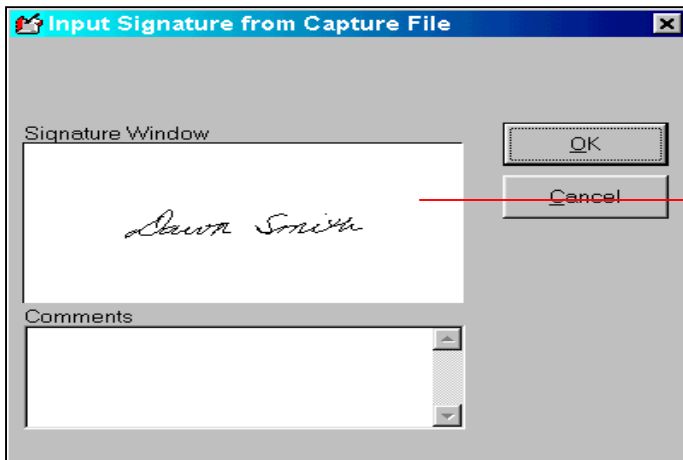 Input Signature from Capture File
Signature Window
OK
Dawn Smith
Cancel
Comments